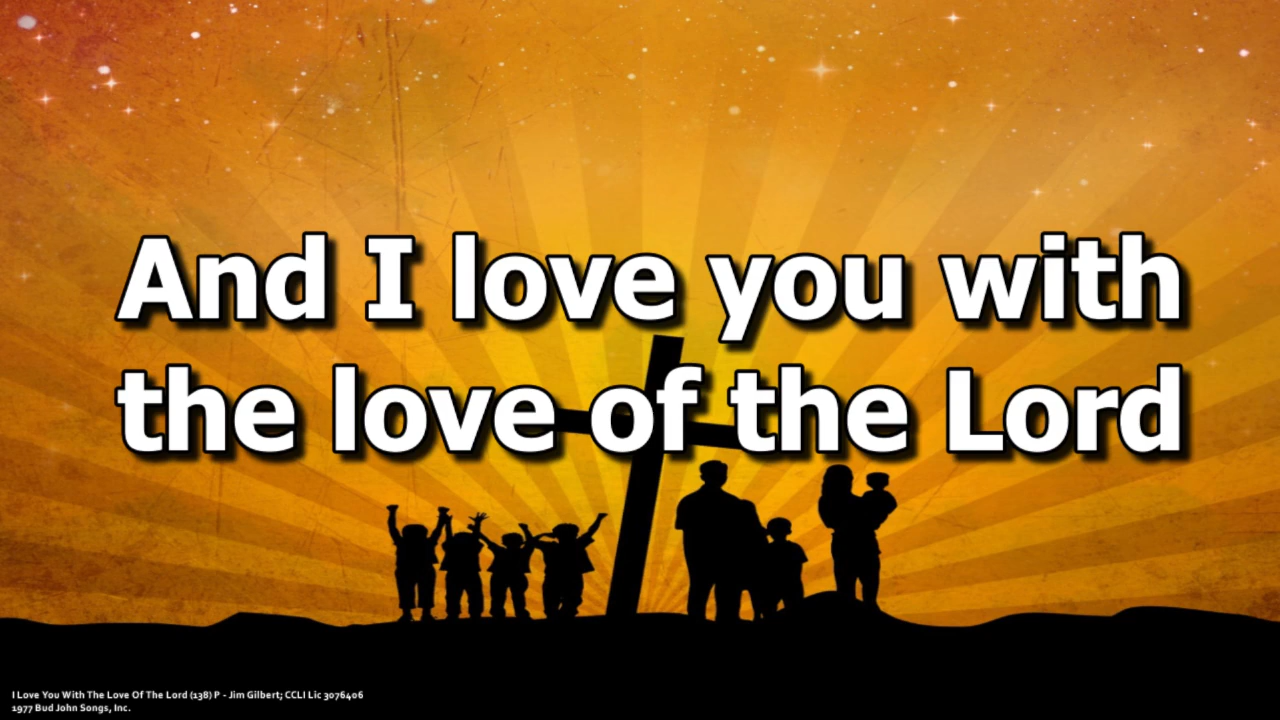 And I love you with
the love of the Lord
I Love You With The Love Of The Lord (138) P - Jim Gilbert; CCLI Lic 3076406
1977 Bud John Songs, Inc.